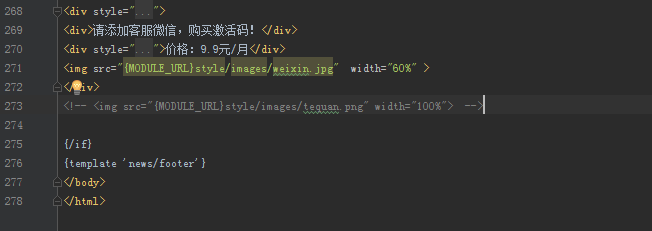 268 <div style="...">
269 <div>请添加客服微信，购买激活码！</div>
270 <div style="...">价格：9.9元/月</div>
271 <img src="{MODULE_URL}style/images/weixin.jpg" width="60%" >
272 </div>
273 <!-- <img src="{MODULE_URL}style/images/tequan.png" width="100%"> -->
274
275 {/if}
276 {template 'news/footer'}
277 </body>
278 </html>